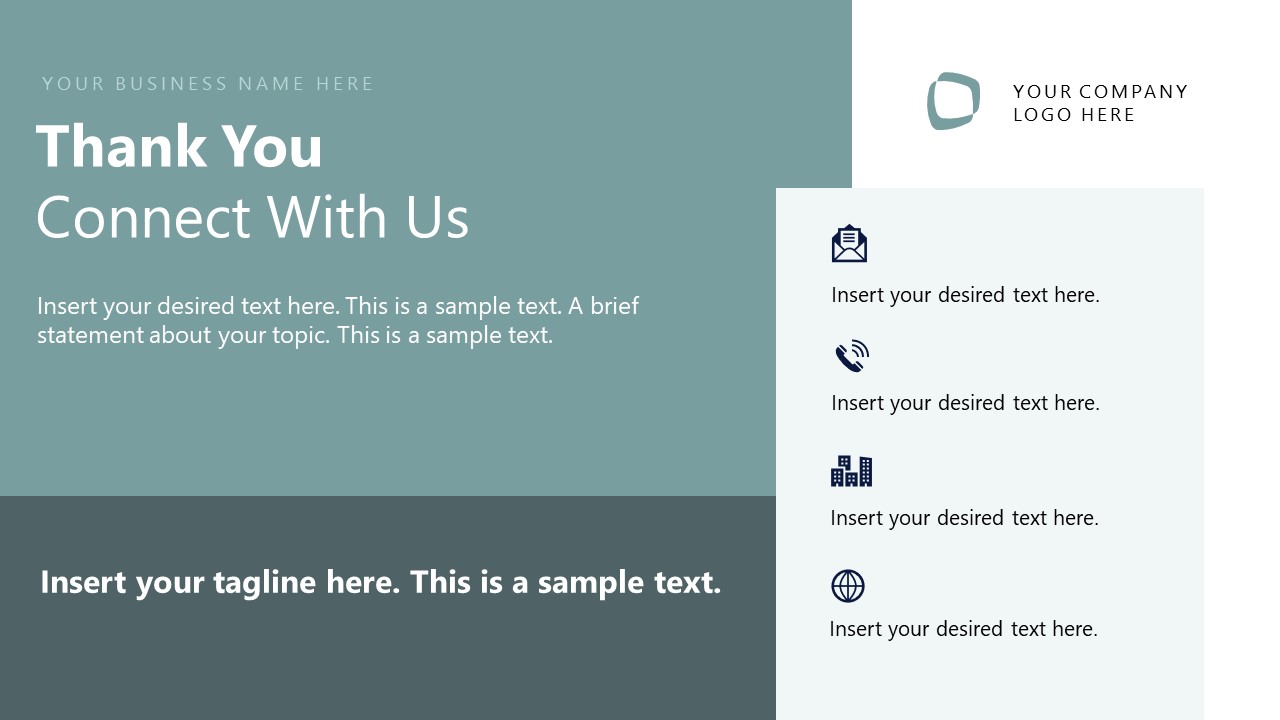 YOUR BUSINESS NAME HERE
Thank You
Connect With Us
Insert your desired text here. This is a sample text. A brief
statement about your topic. This is a sample text.
Insert your tagline here. This is a sample text.
YOUR COMPANY
LOGO HERE
Insert your desired text here.
Insert your desired text here.
Insert your desired text here.
Insert your desired text here.